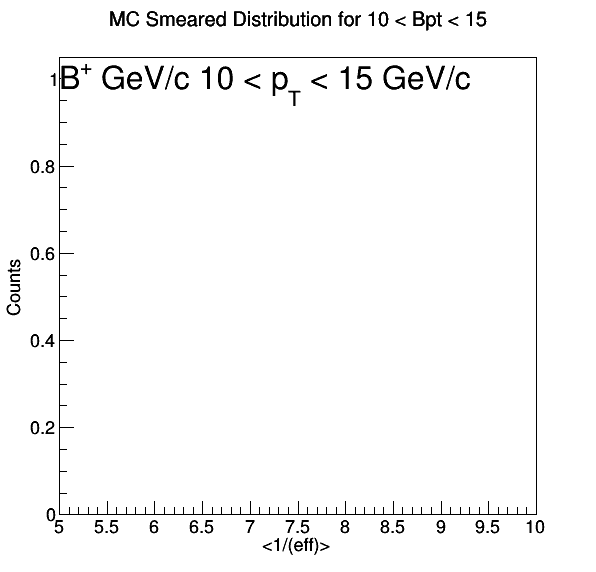 MC Smeared Distribution for 10 < Bpt < 15
1
B⁺ GeV/c 10 < p_T < 15 GeV/c
0.8
0.6
0.4
0.2
0
Counts
5 5.5 6 6.5 7 7.5 8 8.5 9 9.5 10
<1/(eff)>